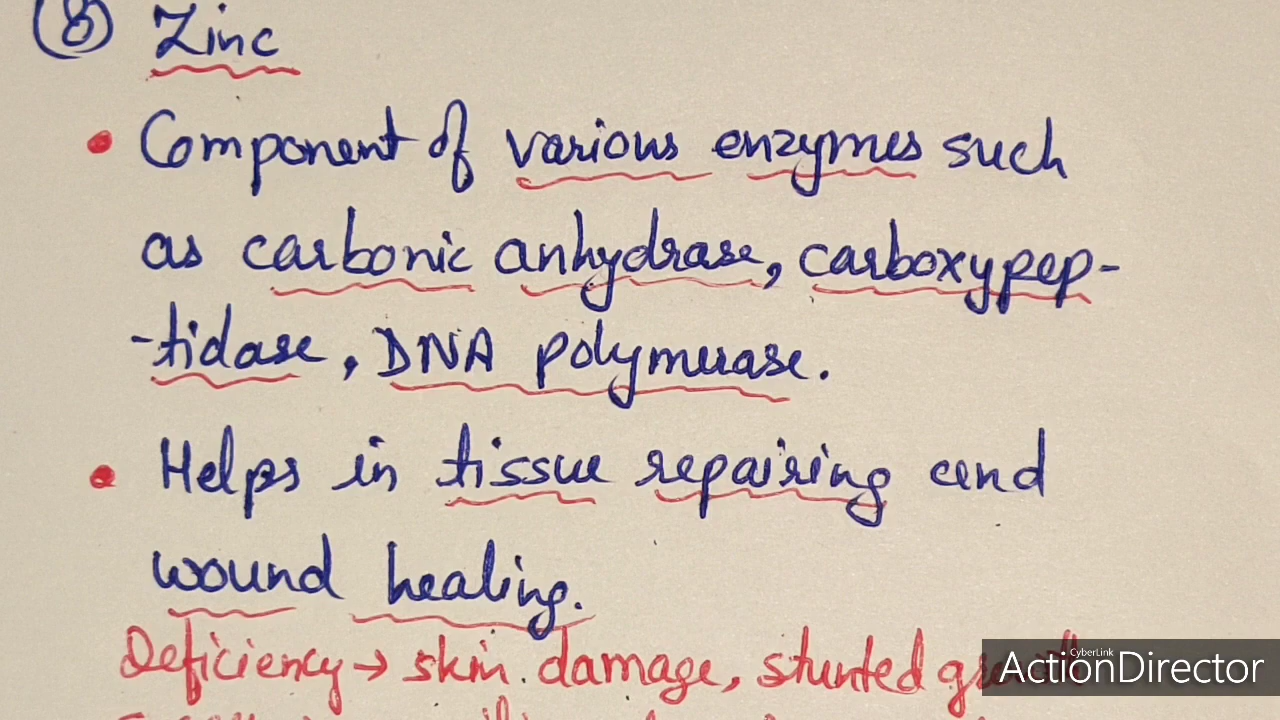 8 Zinc
• Component of various enzymes such
as carbonic anhydrase, carboxypep-
-tidase, DNA polymerase.
• Helps in tissue repairing and
wound healing.
Deficiency → skin damage, stunted
CyberLink
ActionDirector